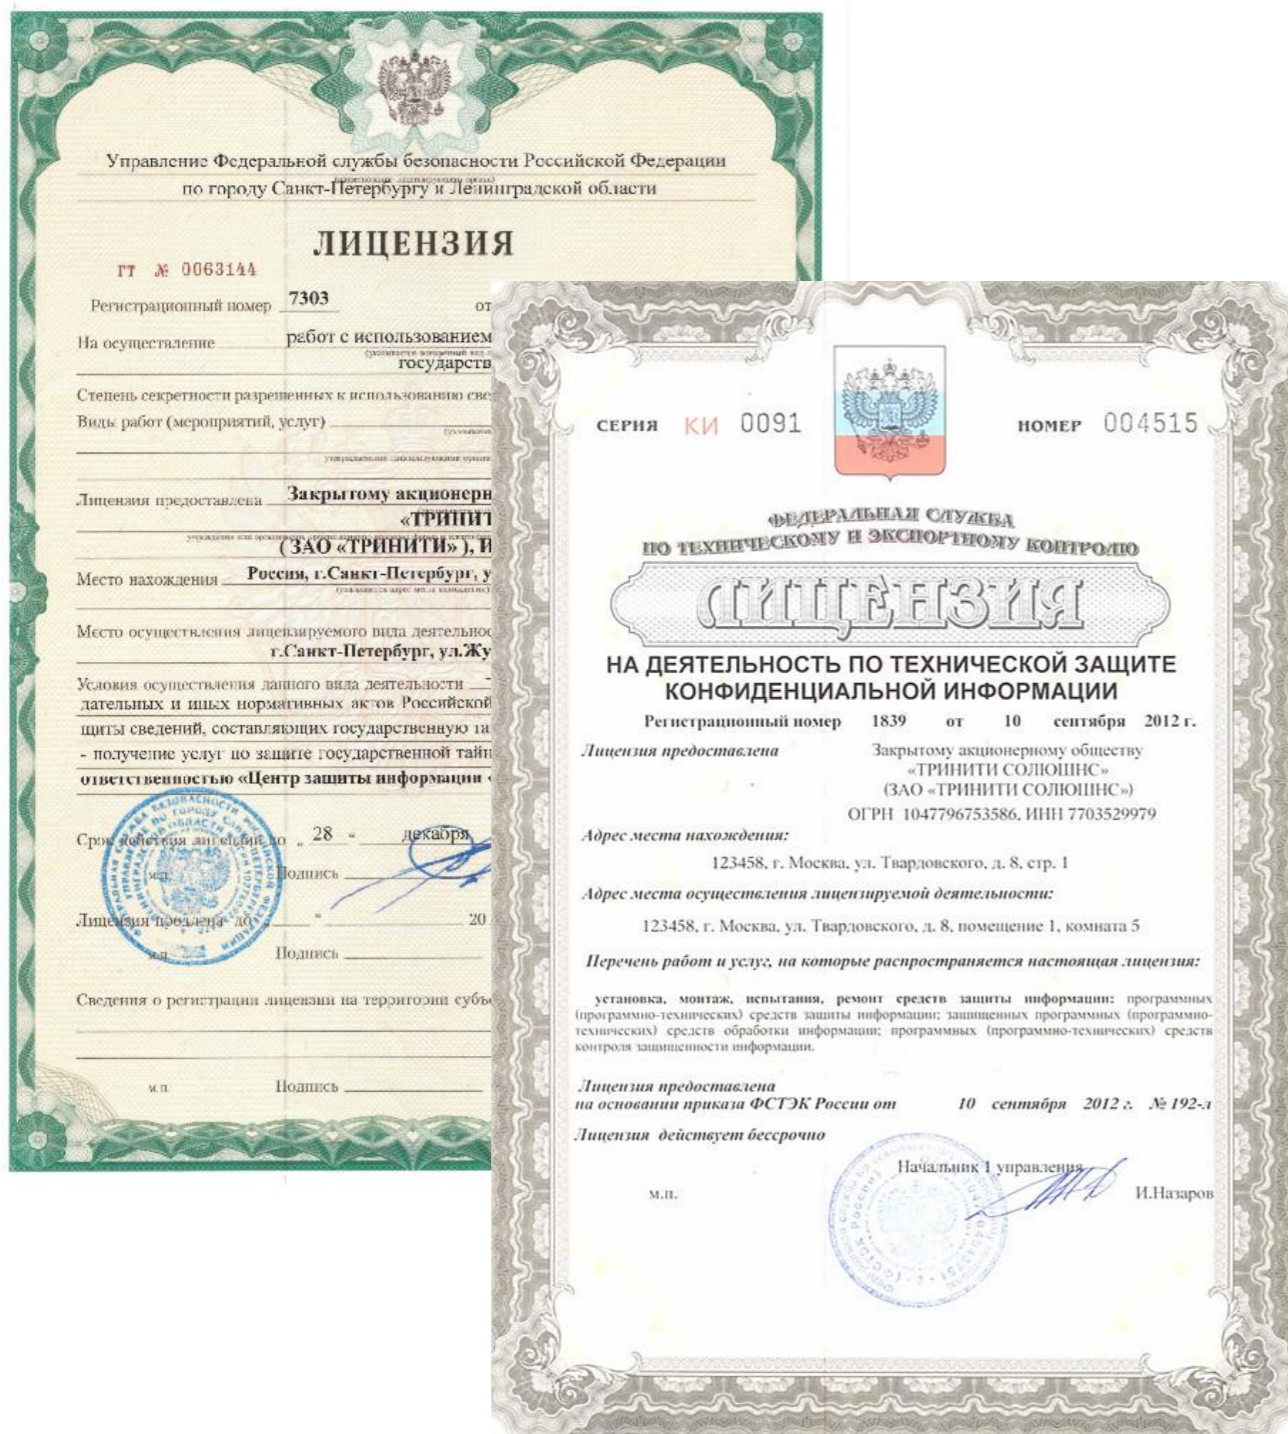 Управление Федеральной службы безопасности Российской Федерации
по городу Санкт-Петербургу и Ленинградской области
ЛИЦЕНЗИЯ
ГТ № 0063144
Регистрационный номер 7303 от
На осуществление работ с использованием
государств
Степень секретности разрешенных к использованию све
Виды работ (мероприятий, услуг)
Лицензия предоставлена Закрытому акционерн
«ТРИНИТ
( ЗАО «ТРИНИТИ» ), И
Место нахождения Россия, г.Санкт-Петербург, у
Место осуществления лицензируемого вида деятельнос
г.Санкт-Петербург, ул.Жу
Условия осуществления данного вида деятельности
дательных и иных нормативных актов Российской
щиты сведений, составляющих государственную та
- получение услуг по защите государственной тайн
ответственностью «Центр защиты информации «
Срок действия лицензии до „ 28 “ декабря
м.п. Подпись
Лицензия продлена до „ “ 20
м.п. Подпись
Сведения о регистрации лицензии на территории субъе
м.п. Подпись
СЕРИЯ КИ 0091 НОМЕР 004515
ФЕДЕРАЛЬНАЯ СЛУЖБА
ПО ТЕХНИЧЕСКОМУ И ЭКСПОРТНОМУ КОНТРОЛЮ
ЛИЦЕНЗИЯ
НА ДЕЯТЕЛЬНОСТЬ ПО ТЕХНИЧЕСКОЙ ЗАЩИТЕ
КОНФИДЕНЦИАЛЬНОЙ ИНФОРМАЦИИ
Регистрационный номер 1839 от 10 сентября 2012 г.
Лицензия предоставлена Закрытому акционерному обществу
«ТРИНИТИ СОЛЮШНС»
(ЗАО «ТРИНИТИ СОЛЮШНС»)
ОГРН 1047796753586, ИНН 7703529979
Адрес места нахождения:
123458, г. Москва, ул. Твардовского, д. 8, стр. 1
Адрес места осуществления лицензируемой деятельности:
123458, г. Москва, ул. Твардовского, д. 8, помещение 1, комната 5
Перечень работ и услуг, на которые распространяется настоящая лицензия:
установка, монтаж, испытания, ремонт средств защиты информации: программных
(программно-технических) средств защиты информации; защищенных программных (программно-
технических) средств обработки информации; программных (программно-технических) средств
контроля защищенности информации.
Лицензия предоставлена
на основании приказа ФСТЭК России от 10 сентября 2012 г. № 192-л
Лицензия действует бессрочно
Начальник 1 управления
м.п. И.Назаров